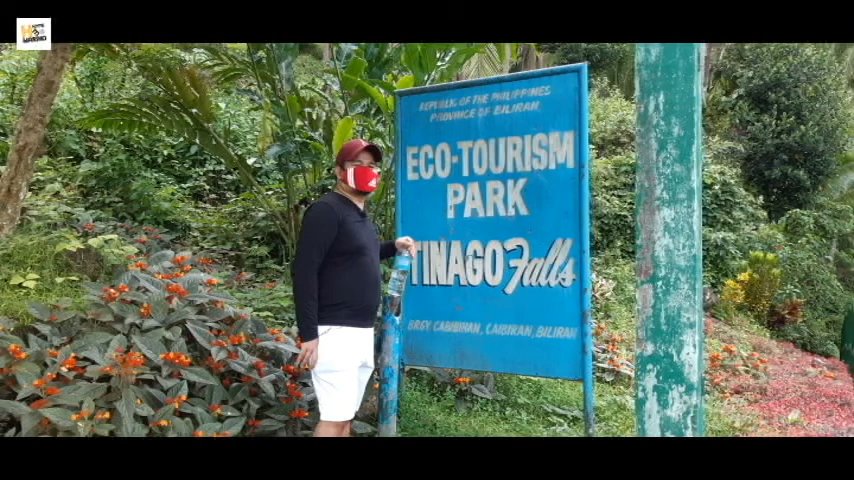 REPUBLIC OF THE PHILIPPINES
PROVINCE OF BILIRAN
ECO-TOURISM
PARK
TINAGO Falls
BRGY. CABIBIHAN, CAIBIRAN, BILIRAN